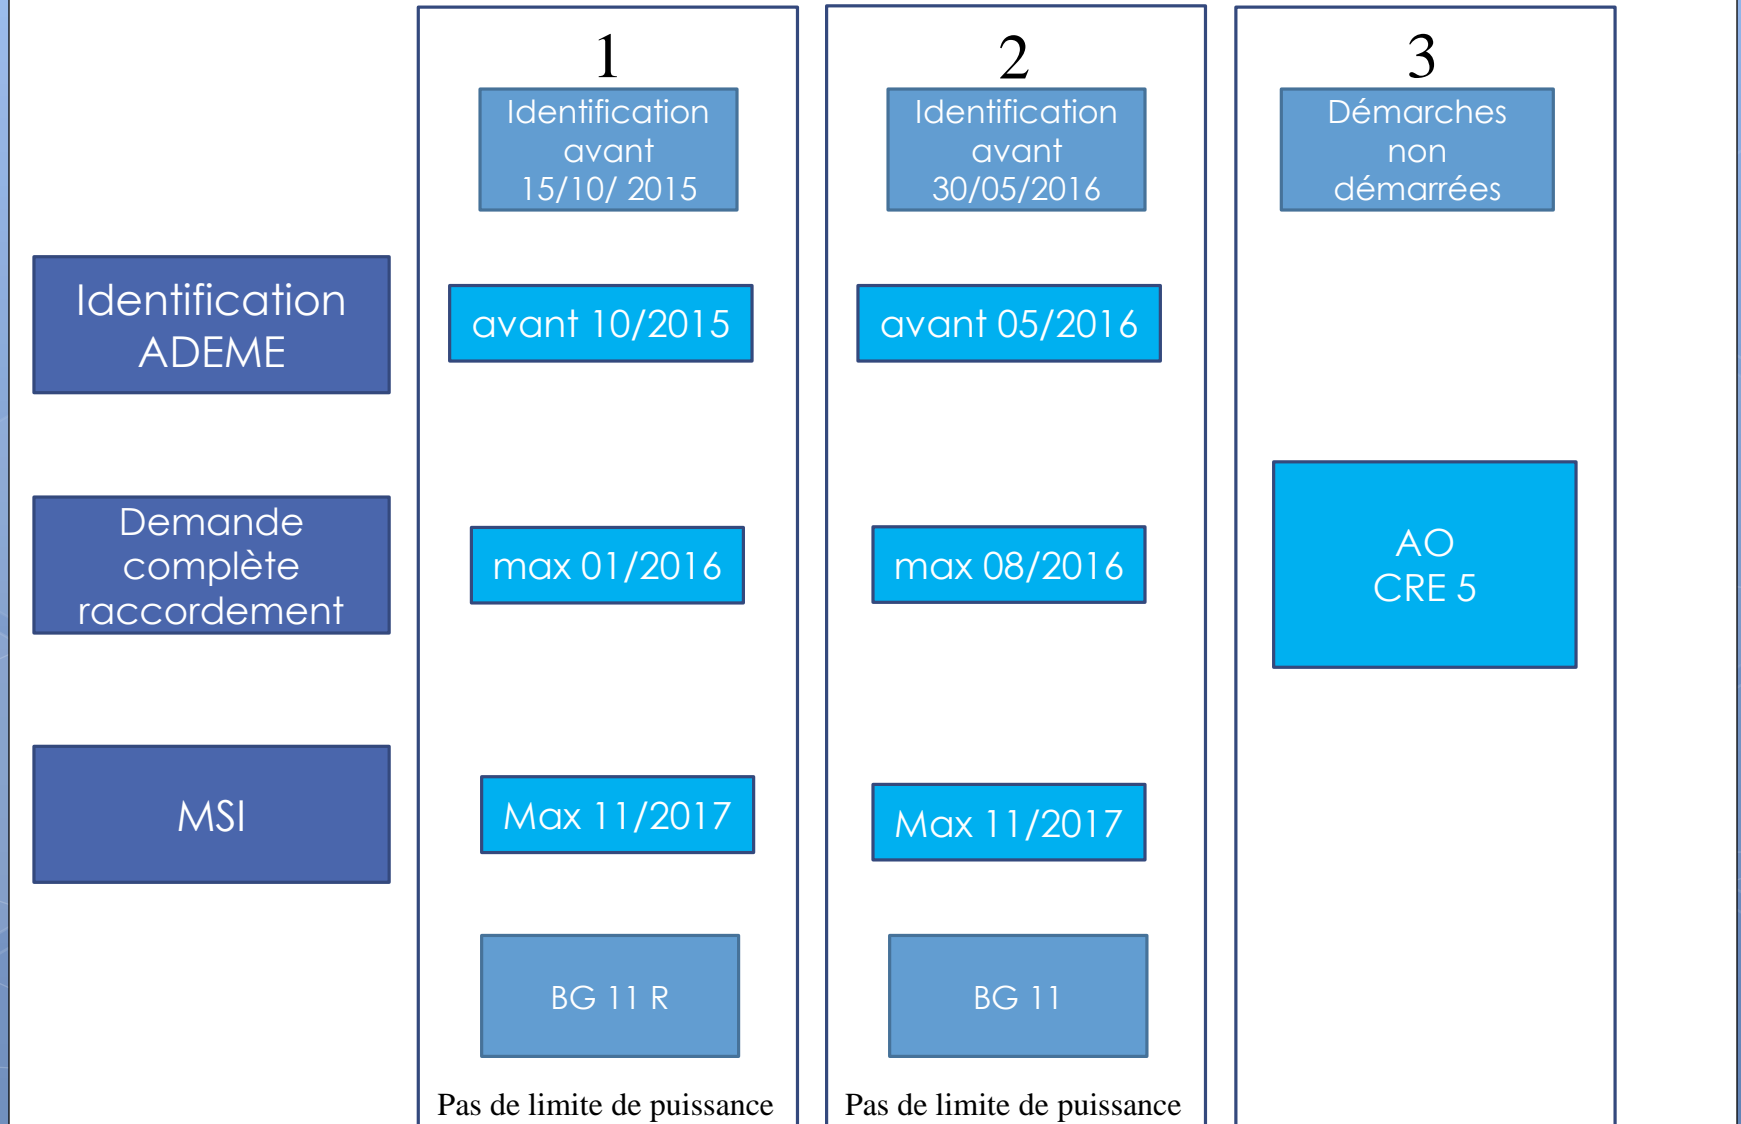 1
2
3
Identification
avant
15/10/ 2015
Identification
avant
30/05/2016
Démarches
non
démarrées
Identification
ADEME
avant 10/2015
avant 05/2016
Demande
complète
raccordement
max 01/2016
max 08/2016
AO
CRE 5
MSI
Max 11/2017
Max 11/2017
BG 11 R
BG 11
Pas de limite de puissance
Pas de limite de puissance